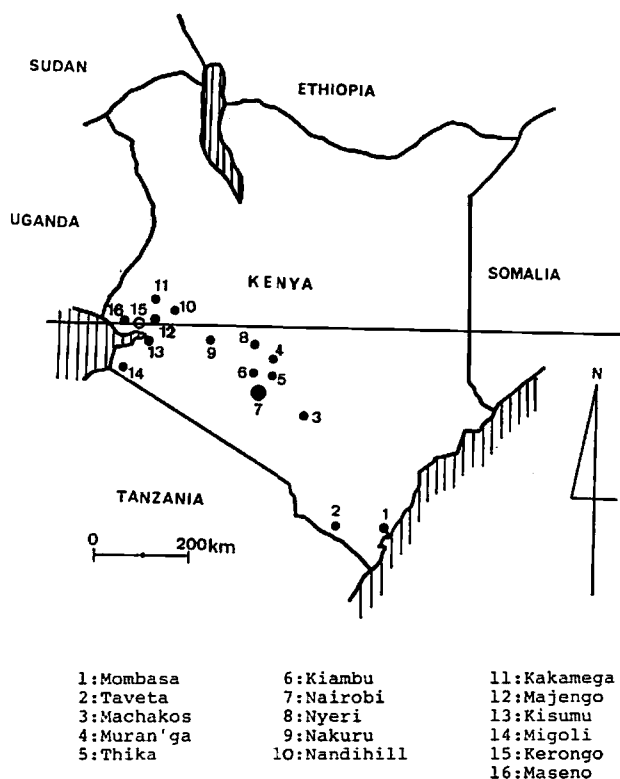 SUDAN
ETHIOPIA
UGANDA
KENYA
SOMALIA
11
10
16 15
12
13
9
8
4
6
5
14
7
3
N
TANZANIA
2
1
0 200km
1:Mombasa
2:Taveta
3:Machakos
4:Muran'ga
5:Thika
6:Kiambu
7:Nairobi
8:Nyeri
9:Nakuru
10:Nandihill
11:Kakamega
12:Majengo
13:Kisumu
14:Migoli
15:Kerongo
16:Maseno